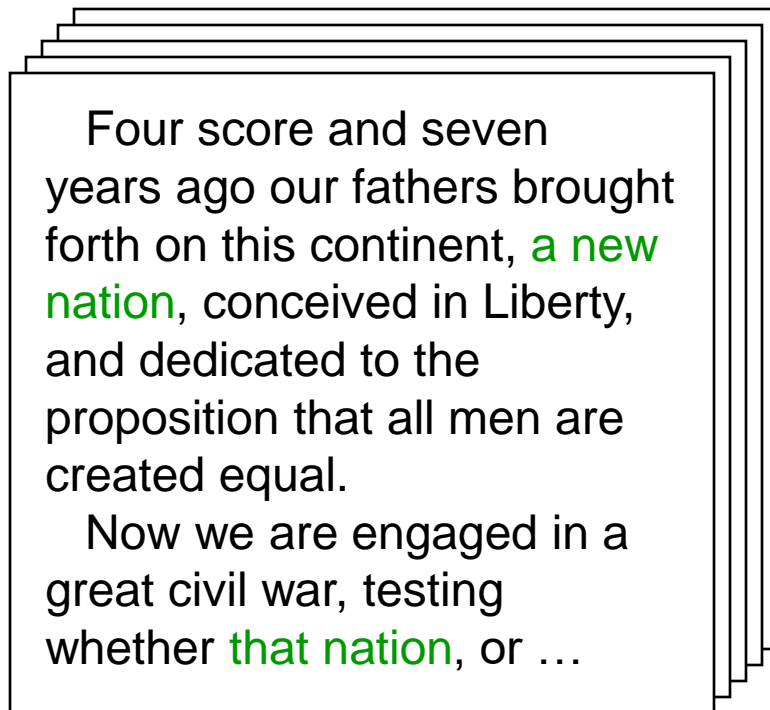 Four score and seven
years ago our fathers brought
forth on this continent, a new
nation, conceived in Liberty,
and dedicated to the
proposition that all men are
created equal.
Now we are engaged in a
great civil war, testing
whether that nation, or …